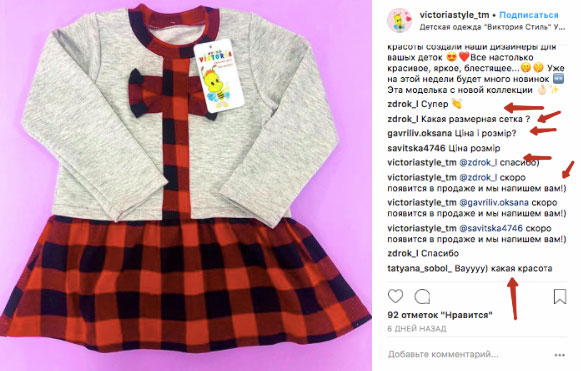 victoriastyle_tm • Подписаться
Детская одежда "Виктория Стиль" У...
красоты создали наши дизайнеры для
вашых деток 😍❤️Все настолько
красивое, яркое, блестящее...😋😋 Уже
на этой недели будет много новинок 🆕
Эта моделька с новой коллекции 👌🏻✨
zdrok_l Супер 👏
zdrok_l Какая размерная сетка ?
gavriliv.oksana Ціна і розмір?
savitska4746 Ціна розмір
victoriastyle_tm @zdrok_l спасибо)
victoriastyle_tm @zdrok_l скоро
появится в продаже и мы напишем вам!)
victoriastyle_tm @gavriliv.oksana скоро
появится в продаже и мы напишем вам!)
victoriastyle_tm @savitska4746 скоро
появится в продаже и мы напишем вам!)
zdrok_l Спасибо
tatyana_sobol_ Вауууу) какая красота
92 отметок "Нравится"
6 ДНЕЙ НАЗАД
Добавьте комментарий...
VICTORIA